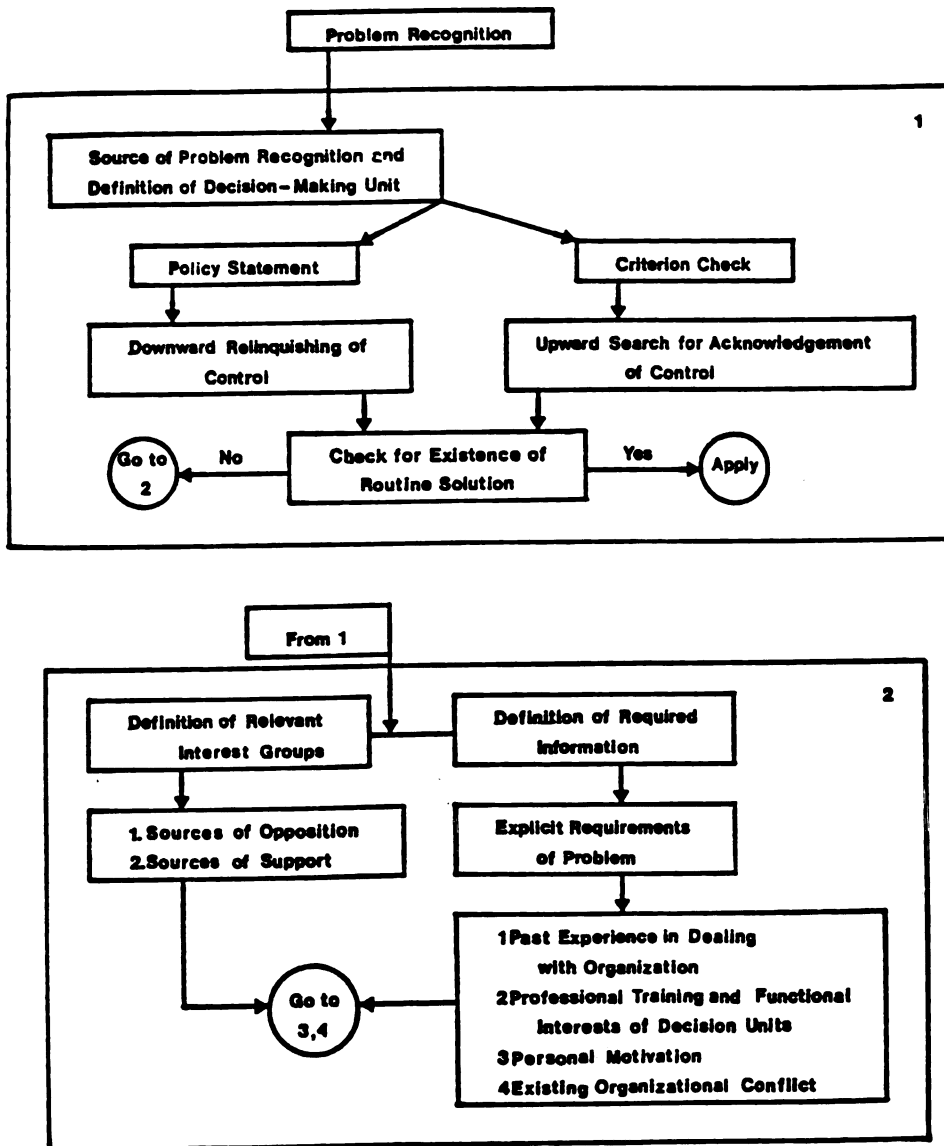 Problem Recognition
1
Source of Problem Recognition and
Definition of Decision-Making Unit
Policy Statement
Criterion Check
Downward Relinquishing of
Control
Upward Search for Acknowledgement
of Control
Go to
2
No
Check for Existence of
Routine Solution
Yes
Apply
From 1
2
Definition of Relevant
Interest Groups
Definition of Required
Information
1. Sources of Opposition
2. Sources of Support
Explicit Requirements
of Problem
1 Past Experience in Dealing
with Organization
2 Professional Training and Functional
Interests of Decision Units
3 Personal Motivation
4 Existing Organizational Conflict
Go to
3,4